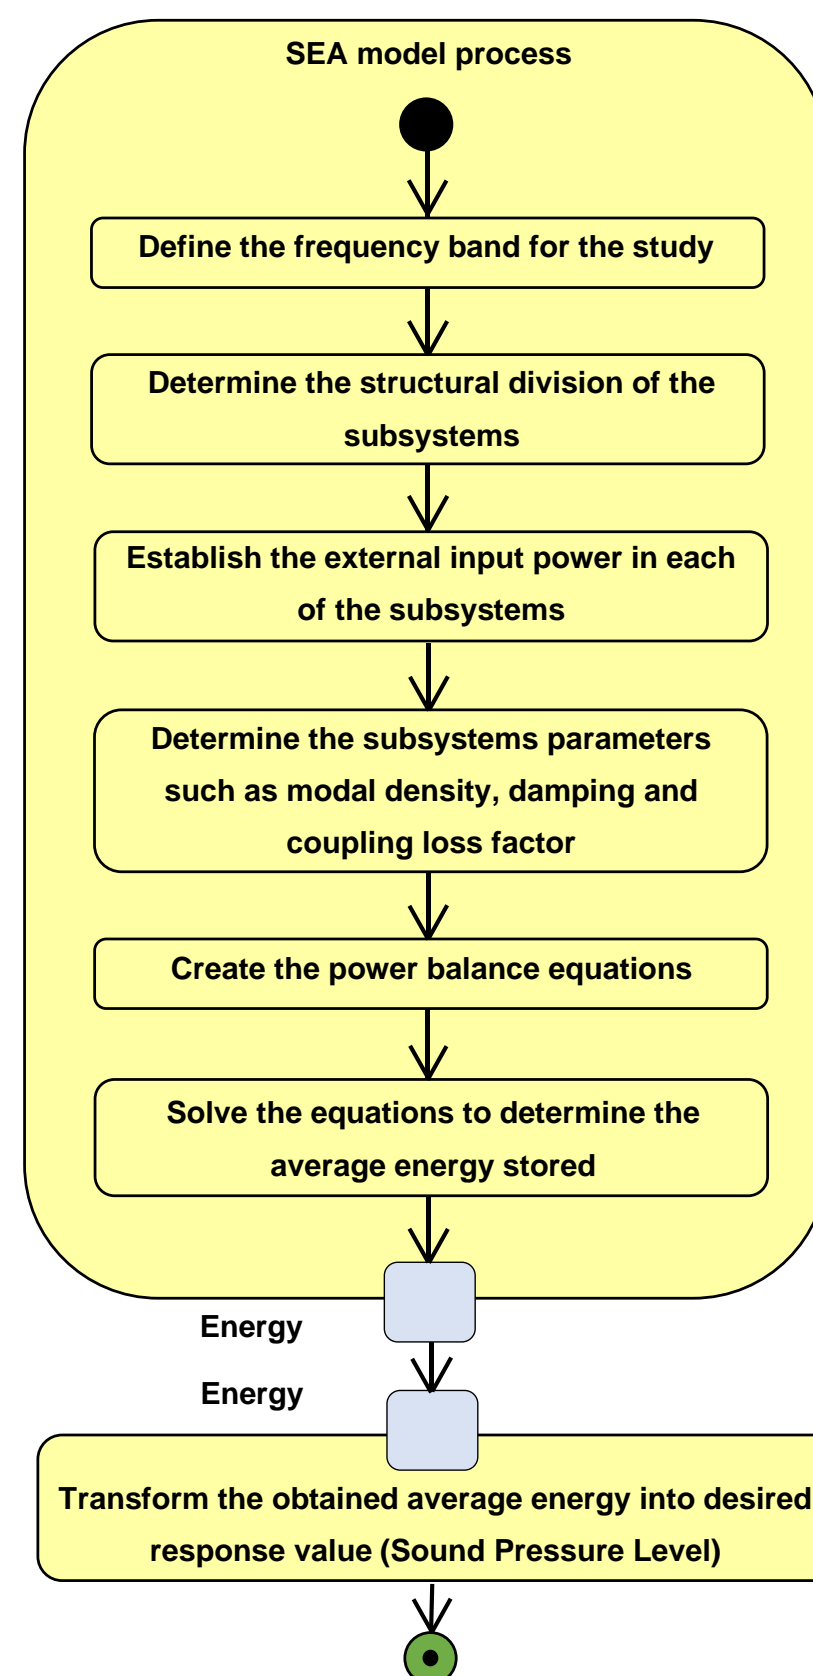 SEA model process
Define the frequency band for the study
Determine the structural division of the
subsystems
Establish the external input power in each
of the subsystems
Determine the subsystems parameters
such as modal density, damping and
coupling loss factor
Create the power balance equations
Solve the equations to determine the
average energy stored
Energy
Energy
Transform the obtained average energy into desired
response value (Sound Pressure Level)